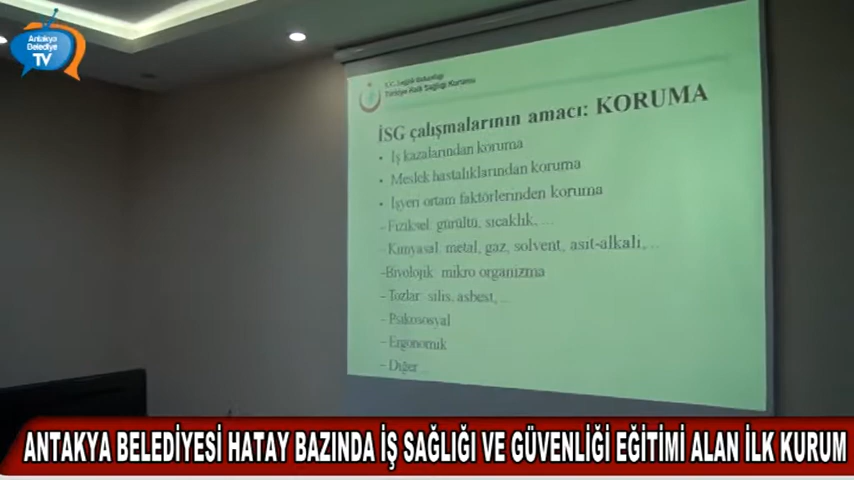 Antakya
Belediye
TV
T.C. Sağlık Bakanlığı
Türkiye Halk Sağlığı Kurumu
İSG çalışmalarının amacı: KORUMA
• İş kazalarından koruma
• Meslek hastalıklarından koruma
• İşyeri ortam faktörlerinden koruma
– Fiziksel: gürültü, sıcaklık, ...
– Kimyasal: metal, gaz, solvent, asit-alkali, ...
–Biyolojik: mikro organizma
– Tozlar: silis, asbest, ...
– Psikososyal
– Ergonomik
– Diğer...
ANTAKYA BELEDİYESİ HATAY BAZINDA İŞ SAĞLIĞI VE GÜVENLİĞİ EĞİTİMİ ALAN İLK KURUM